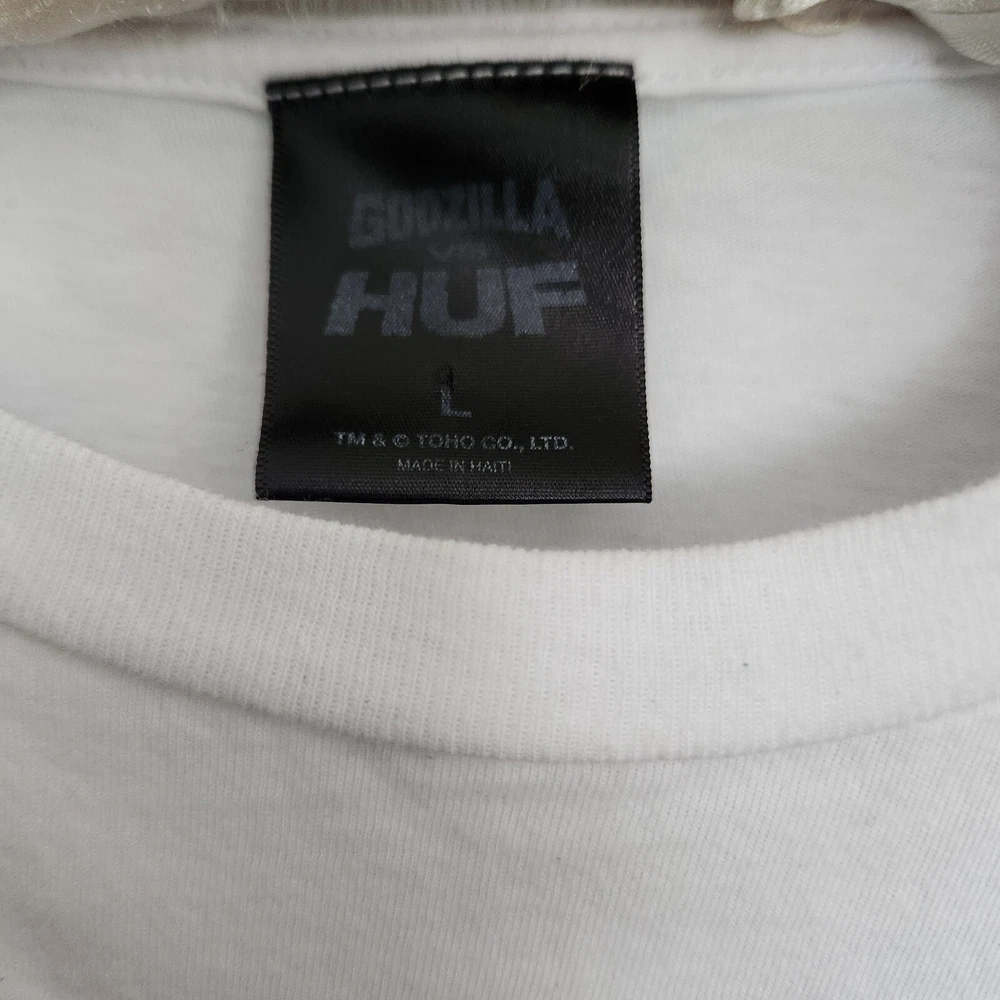 GODZILLA
VS.
HUF
L
TM & © TOHO CO., LTD.
MADE IN HAITI